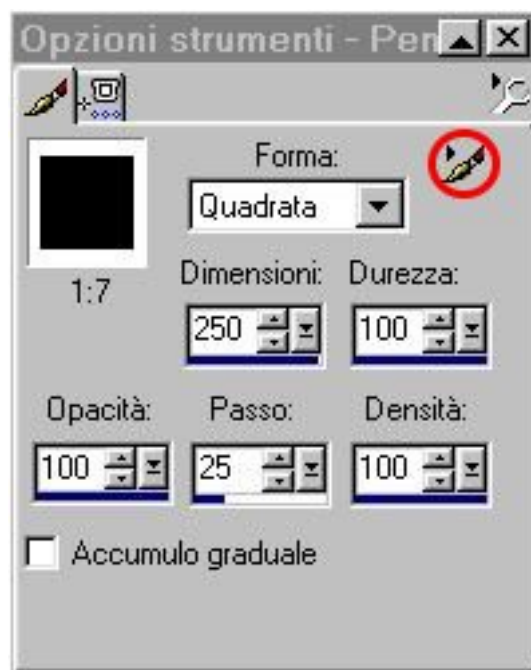 Opzioni strumenti - Pen
Forma:
Quadrata
1:7
Dimensioni: Durezza:
250 100
Opacità: Passo: Densità:
100 25 100
Accumulo graduale